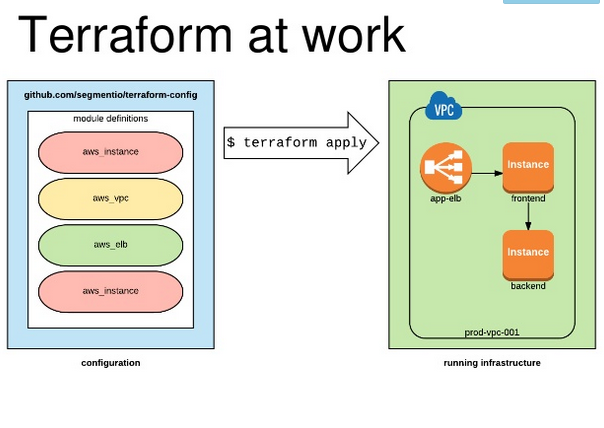 Terraform at work
github.com/segmentio/terraform-config
module definitions
aws_instance
aws_vpc
aws_elb
aws_instance
configuration
$ terraform apply
VPC
app-elb
Instance
frontend
Instance
backend
prod-vpc-001
running infrastructure